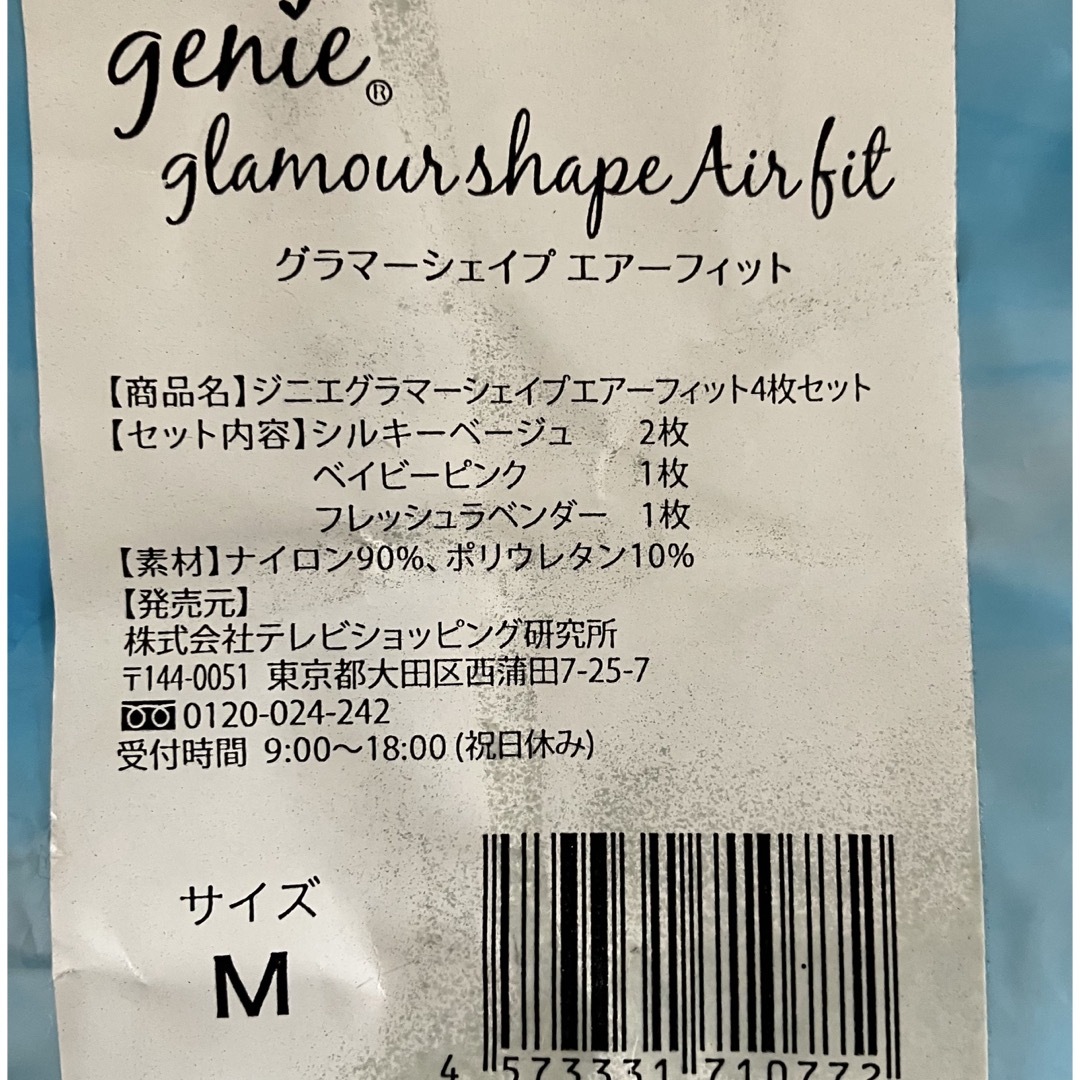 genie®
glamourshape Airfit
グラマーシェイプ エアーフィット
【商品名】ジニエグラマーシェイプエアーフィット4枚セット
【セット内容】シルキーベージュ 2枚
ベイビーピンク 1枚
フレッシュラベンダー 1枚
【素材】ナイロン90%、ポリウレタン10%
【発売元】
株式会社テレビショッピング研究所
〒144-0051 東京都大田区西蒲田7-25-7
0120-024-242
受付時間 9:00〜18:00 (祝日休み)
サイズ
M
4 573331 710772